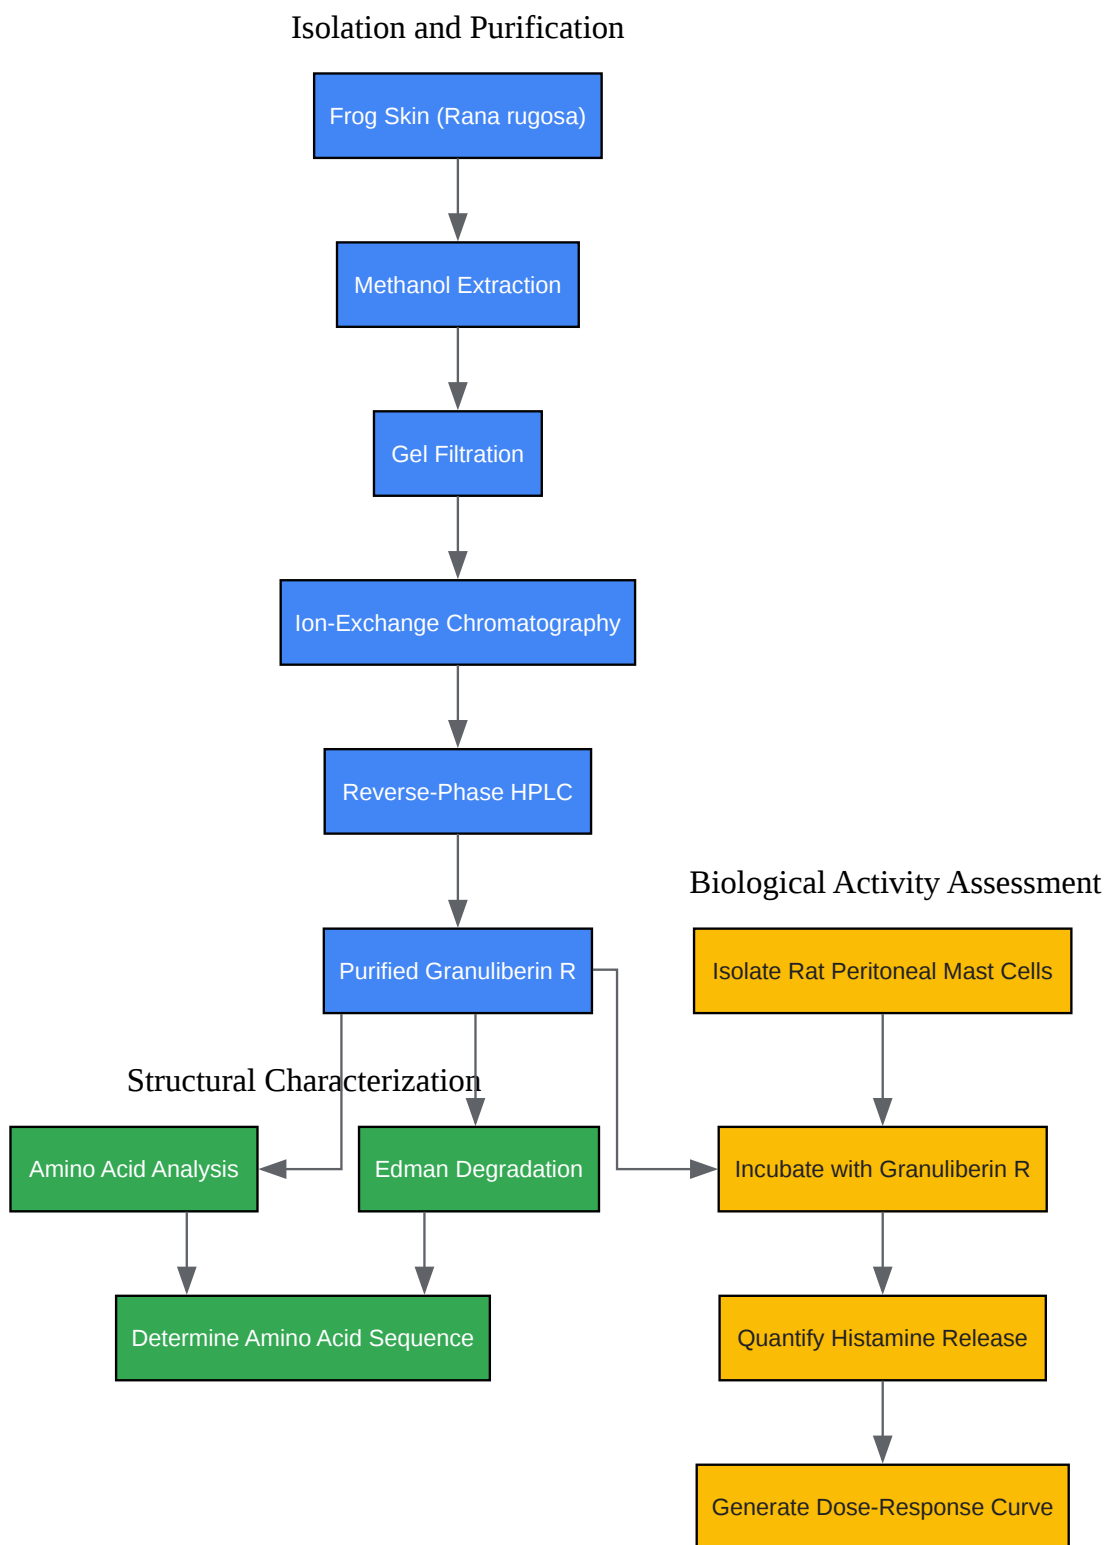 Isolation and Purification
Frog Skin (Rana rugosa)
Methanol Extraction
Gel Filtration
Ion-Exchange Chromatography
Reverse-Phase HPLC
Purified Granuliberin R
Structural Characterization
Amino Acid Analysis
Edman Degradation
Determine Amino Acid Sequence
Biological Activity Assessment
Isolate Rat Peritoneal Mast Cells
Incubate with Granuliberin R
Quantify Histamine Release
Generate Dose-Response Curve